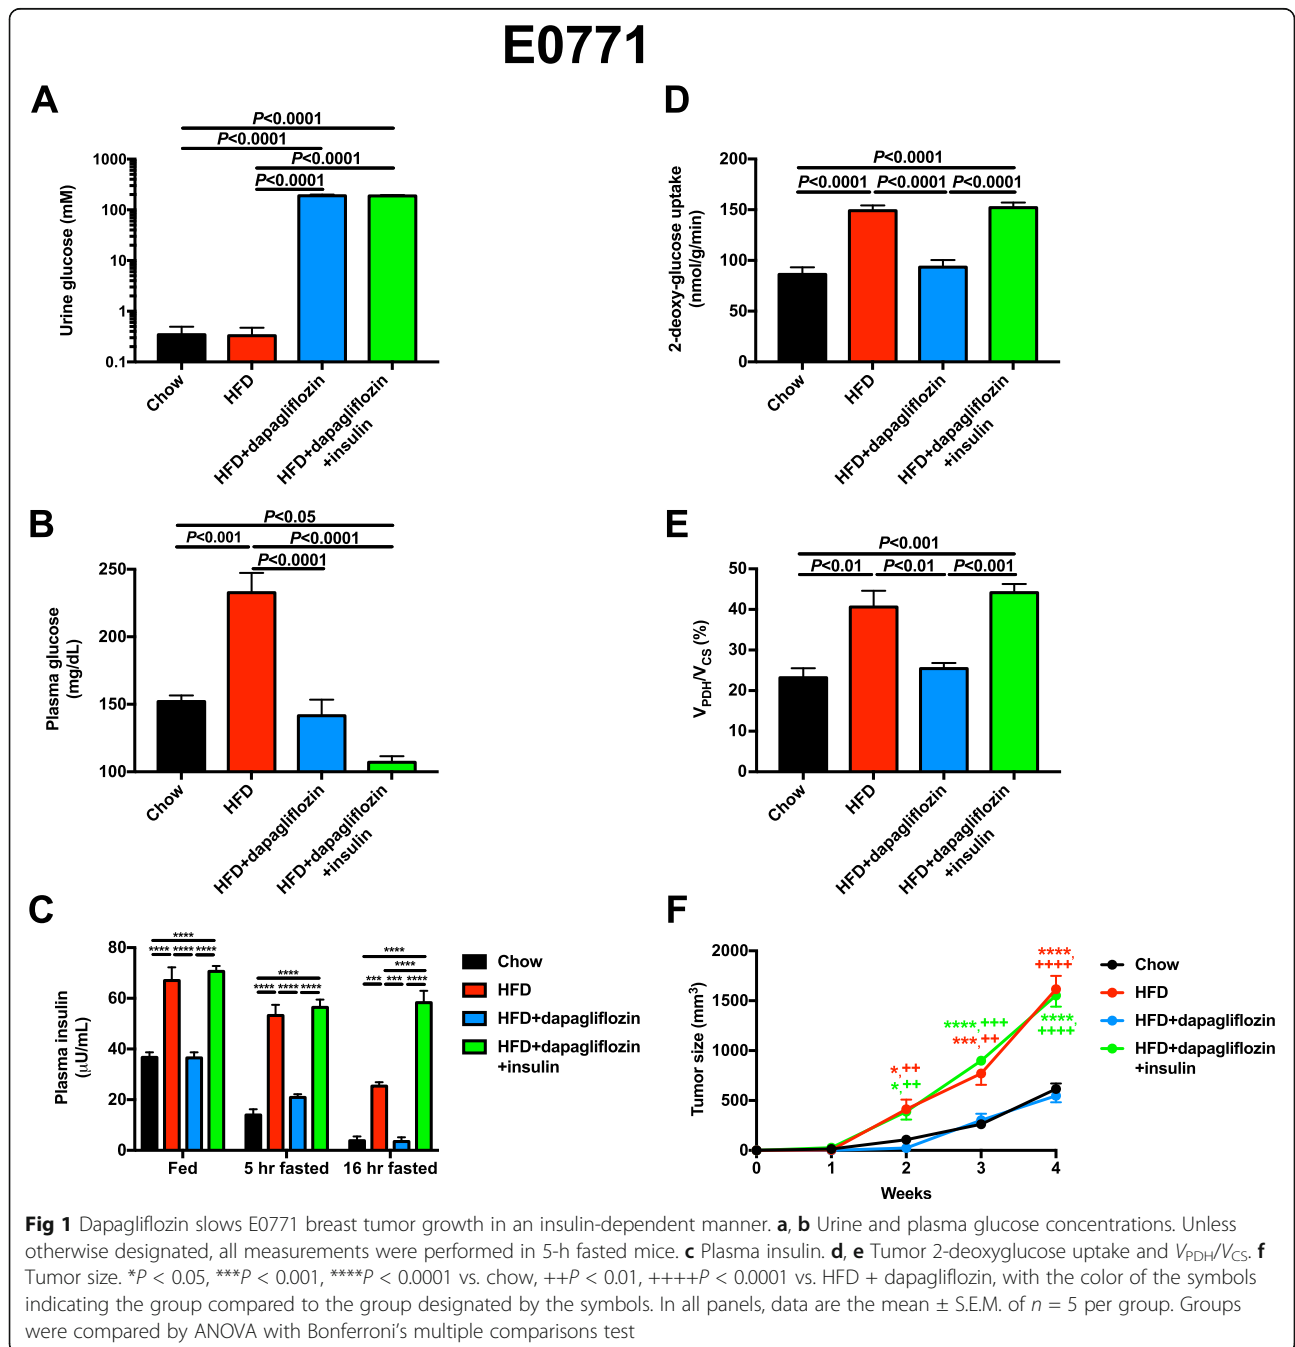 E0771
A
P<0.0001
P<0.0001
P<0.0001
P<0.0001
Urine glucose (mM)
1000
100
10
1
0.1
Chow
HFD
HFD+dapagliflozin
HFD+dapagliflozin
+insulin
B
P<0.05
P<0.001
P<0.0001
P<0.0001
Plasma glucose
(mg/dL)
250
200
150
100
Chow
HFD
HFD+dapagliflozin
HFD+dapagliflozin
+insulin
C
Plasma insulin
(μU/mL)
80
60
40
20
0
****
**** **** ****
****
**** **** ****
****
****
*** *** ****
Fed
5 hr fasted
16 hr fasted
Chow
HFD
HFD+dapagliflozin
HFD+dapagliflozin
+insulin
D
P<0.0001
P<0.0001 P<0.0001 P<0.0001
2-deoxy-glucose uptake
(nmol/g/min)
200
150
100
50
0
Chow
HFD
HFD+dapagliflozin
HFD+dapagliflozin
+insulin
E
P<0.001
P<0.01 P<0.01 P<0.001
VPDH/VCS (%)
50
40
30
20
10
0
Chow
HFD
HFD+dapagliflozin
HFD+dapagliflozin
+insulin
F
Tumor size (mm3)
2000
1500
1000
500
0
*,++
*,++
****,+++
***,++
****,
++++
****,
++++
0 1 2 3 4
Weeks
Chow
HFD
HFD+dapagliflozin
HFD+dapagliflozin
+insulin
Fig 1 Dapagliflozin slows E0771 breast tumor growth in an insulin-dependent manner. a, b Urine and plasma glucose concentrations. Unless
otherwise designated, all measurements were performed in 5-h fasted mice. c Plasma insulin. d, e Tumor 2-deoxyglucose uptake and VPDH/VCS. f
Tumor size. *P < 0.05, ***P < 0.001, ****P < 0.0001 vs. chow, ++P < 0.01, ++++P < 0.0001 vs. HFD + dapagliflozin, with the color of the symbols
indicating the group compared to the group designated by the symbols. In all panels, data are the mean ± S.E.M. of n = 5 per group. Groups
were compared by ANOVA with Bonferroni's multiple comparisons test